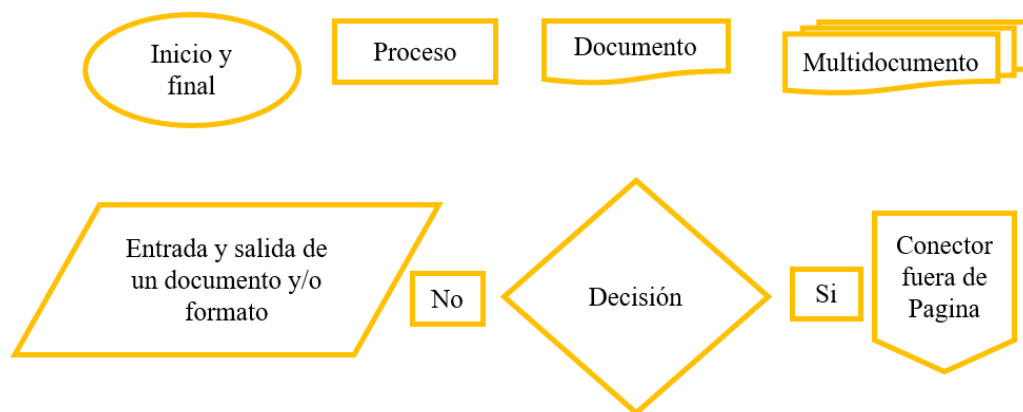 Inicio y
final
Proceso
Documento
Multidocumento
Entrada y salida de
un documento y/o
formato
No
Decisión
Si
Conector
fuera de
Pagina